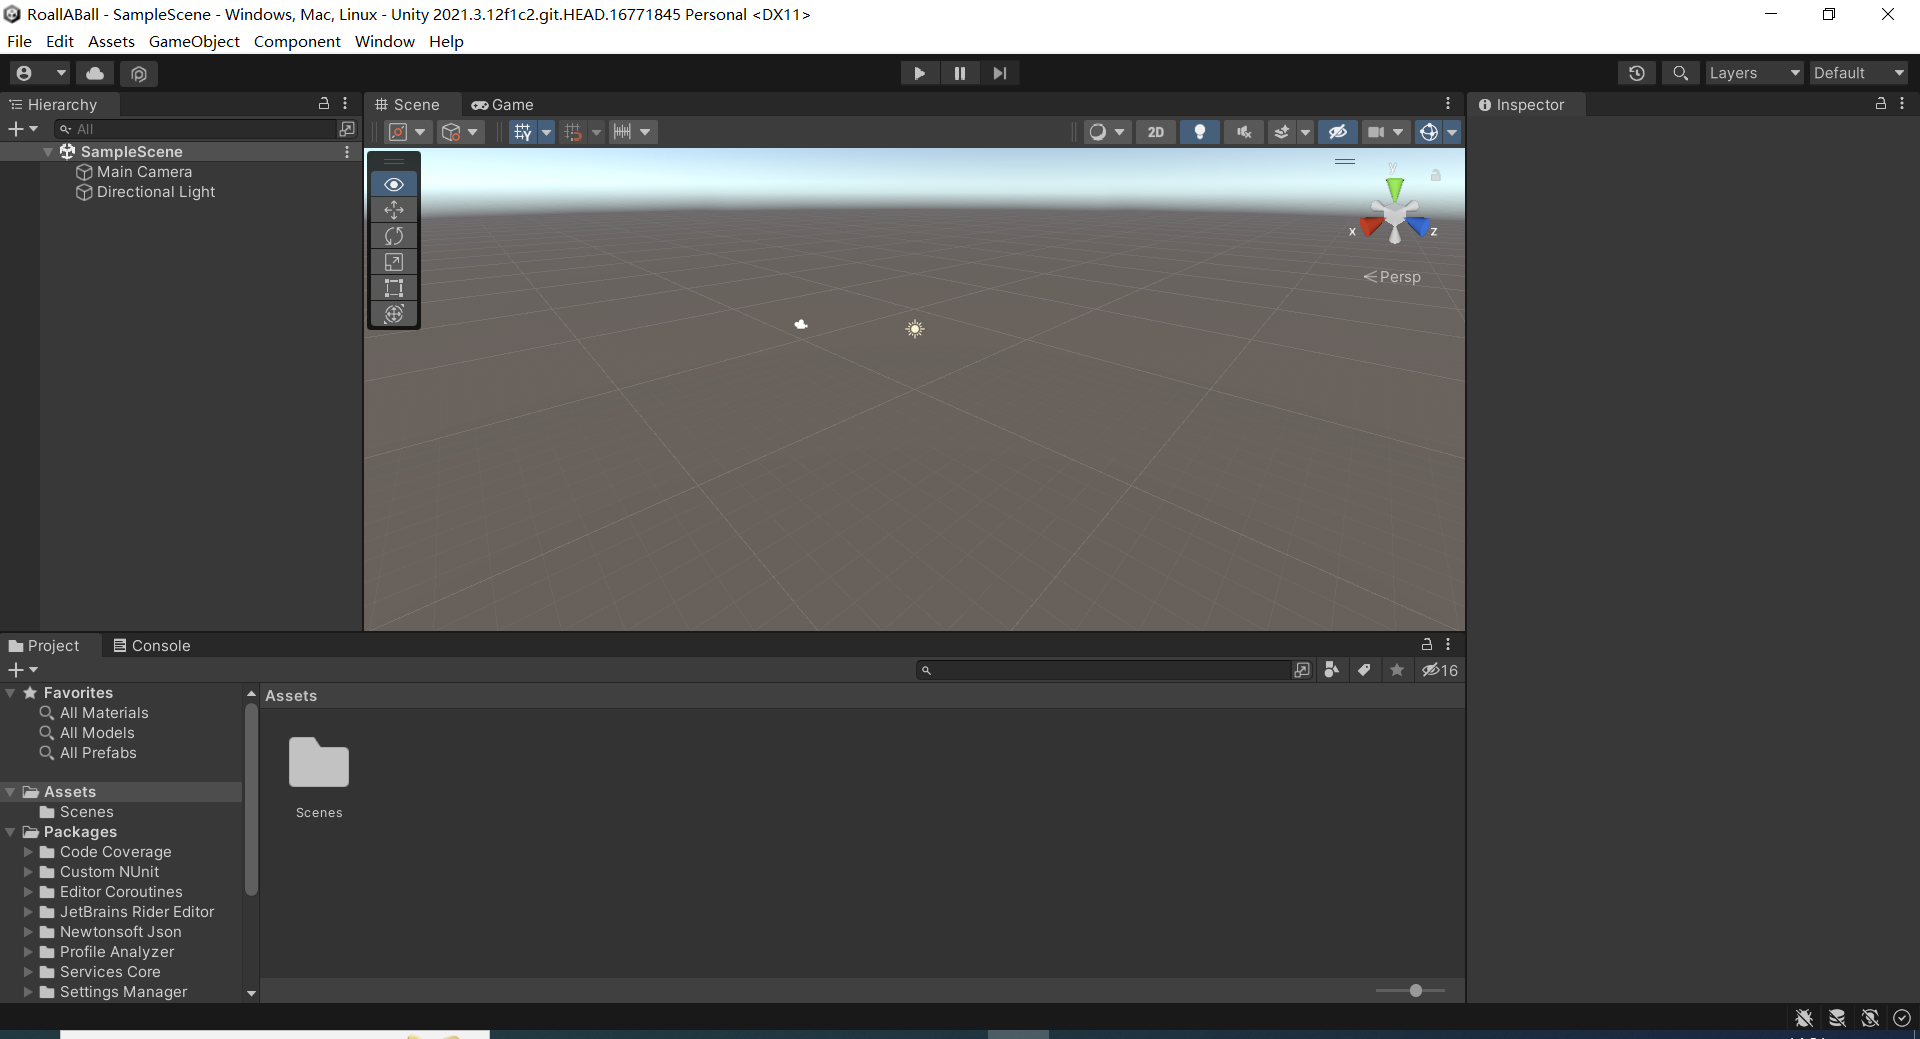 RoallABall - SampleScene - Windows, Mac, Linux - Unity 2021.3.12f1c2.git.HEAD.16771845 Personal <DX11>
File Edit Assets GameObject Component Window Help
Layers Default
Hierarchy
Scene Game
Inspector
All
2D
SampleScene
Main Camera
Directional Light
y
x z
Persp
Project Console
16
Favorites
All Materials
All Models
All Prefabs
Assets
Scenes
Packages
Code Coverage
Custom NUnit
Editor Coroutines
JetBrains Rider Editor
Newtonsoft Json
Profile Analyzer
Services Core
Settings Manager
Assets
Scenes